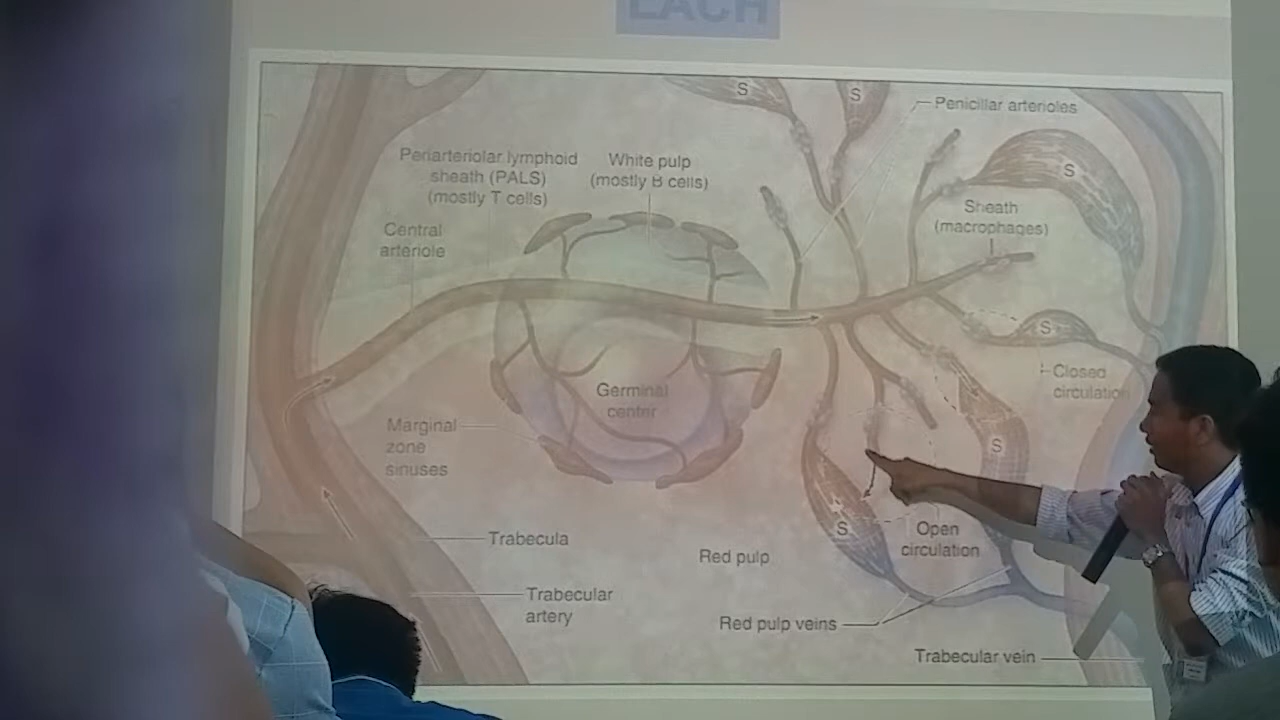 LACH
S
S
Penicillar arterioles
Periarteriolar lymphoid
sheath (PALS)
(mostly T cells)
White pulp
(mostly B cells)
S
Central
arteriole
Sheath
(macrophages)
S
Closed
circulation
Germinal
center
Marginal
zone
sinuses
S
S
Open
circulation
Trabecula
Red pulp
Trabecular
artery
Red pulp veins
Trabecular vein